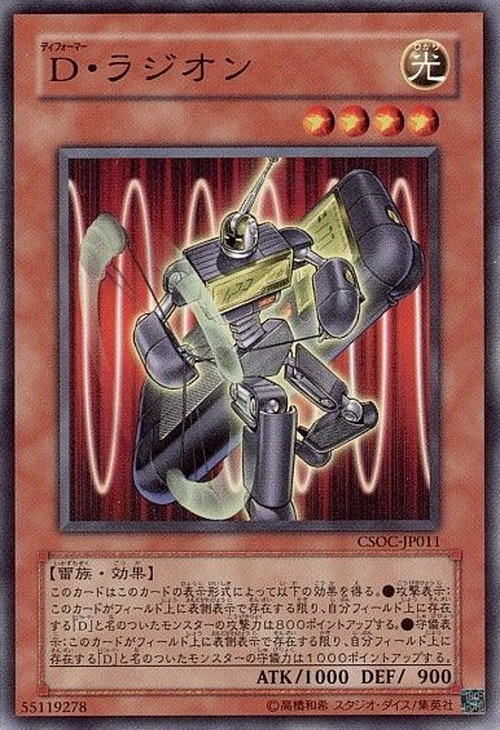 ディフォーマー
D・ラジオン
ひかり
光
CSOC-JP011
【雷族・効果】
このカードはこのカードの表示形式によって以下の効果を得る。●攻撃表示:
このカードがフィールド上に表側表示で存在する限り、自分フィールド上に存在
する「D」と名のついたモンスターの攻撃力は800ポイントアップする。●守備表
示:このカードがフィールド上に表側表示で存在する限り、自分フィールド上に
存在する「D」と名のついたモンスターの守備力は1000ポイントアップする。
ATK/1000 DEF/ 900
55119278 ©高橋和希 スタジオ・ダイス/集英社